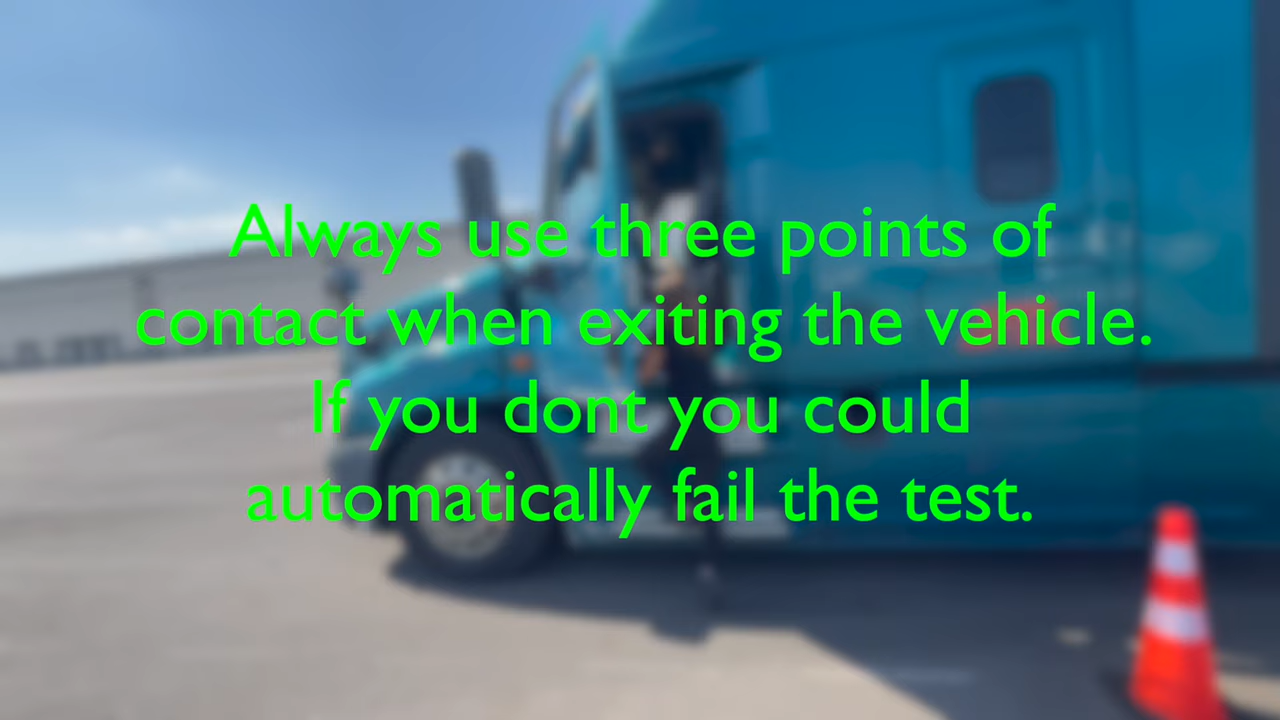 Always use three points of
contact when exiting the vehicle.
If you dont you could
automatically fail the test.